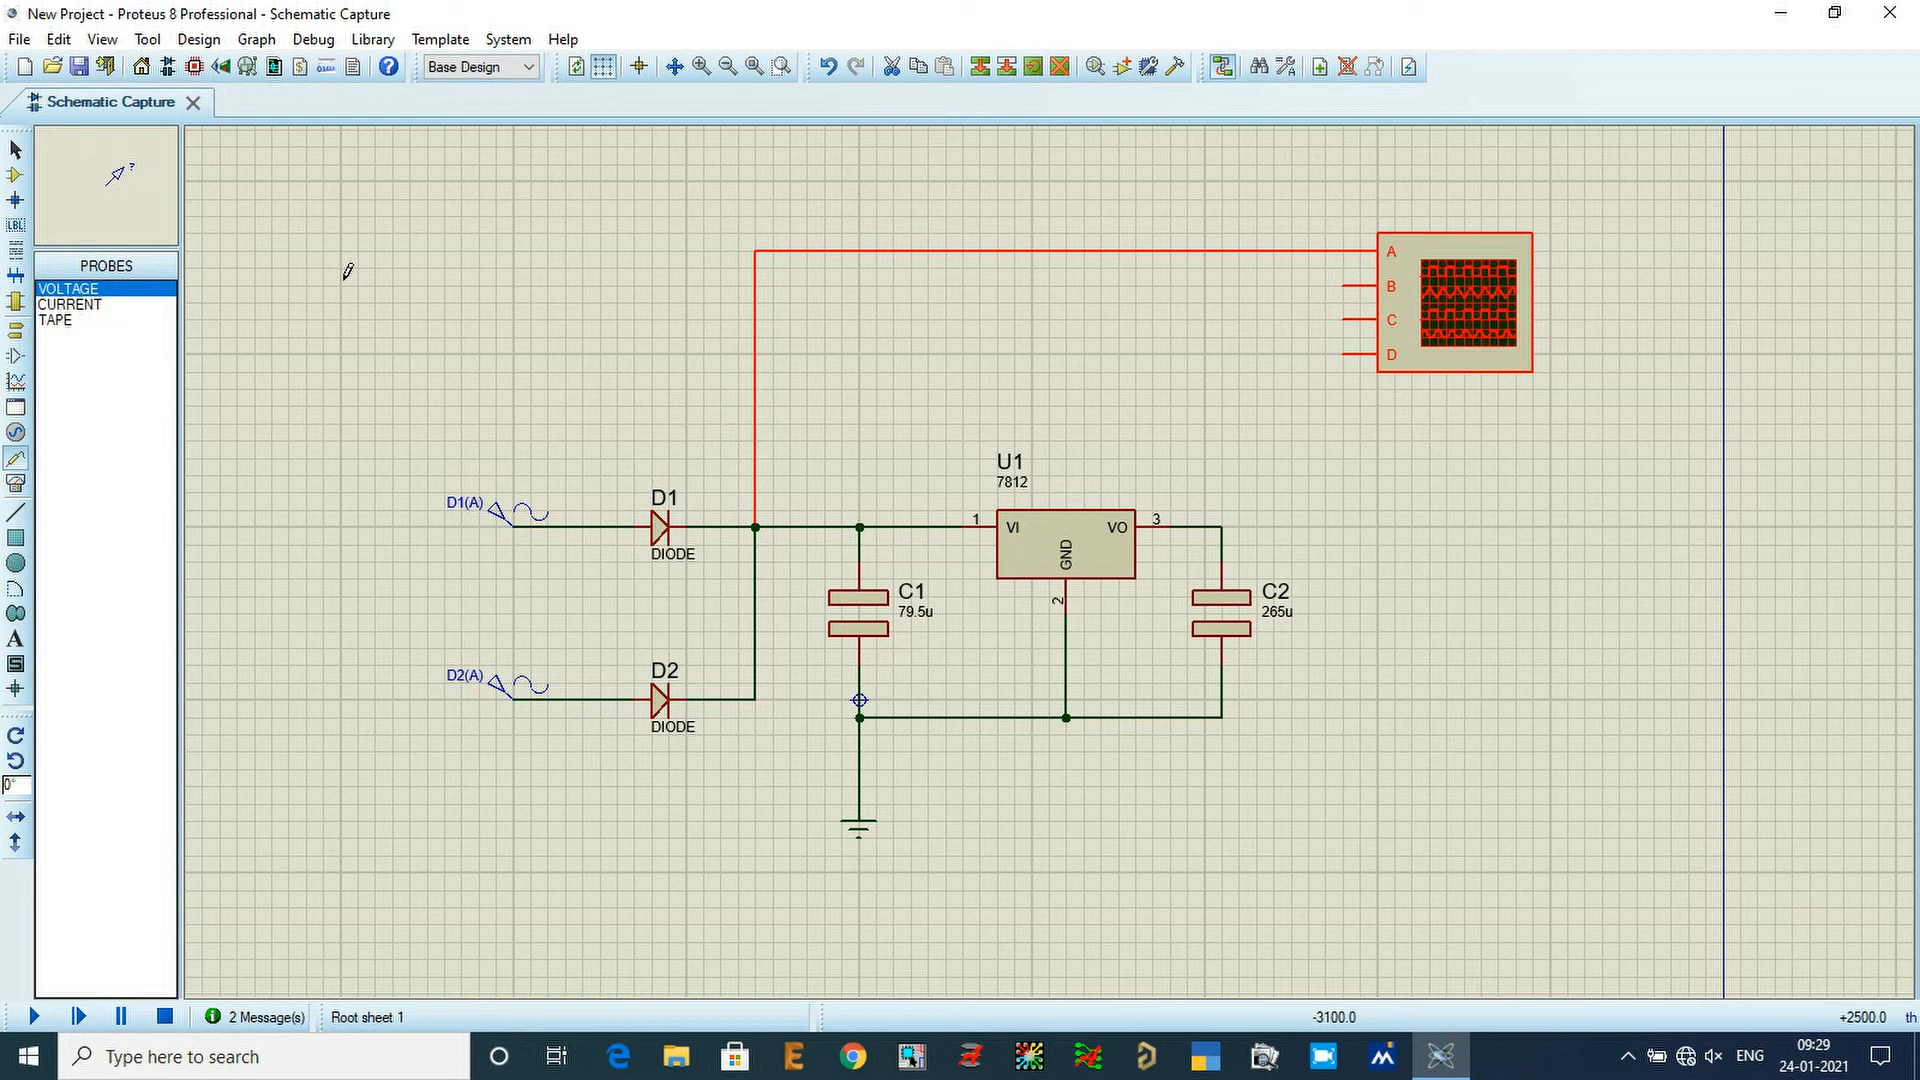 New Project - Proteus 8 Professional - Schematic Capture
File Edit View Tool Design Graph Debug Library Template System Help
Base Design
Schematic Capture
?
LBL
PROBES
VOLTAGE
CURRENT
TAPE
A
B
C
D
U1
7812
D1(A)
D1
DIODE
1
VI
VO
3
GND
2
C1
79.5u
C2
265u
D2(A)
D2
DIODE
A
S
0°
2 Message(s)
Root sheet 1
-3100.0
+2500.0
th
Type here to search
ENG
09:29
24-01-2021